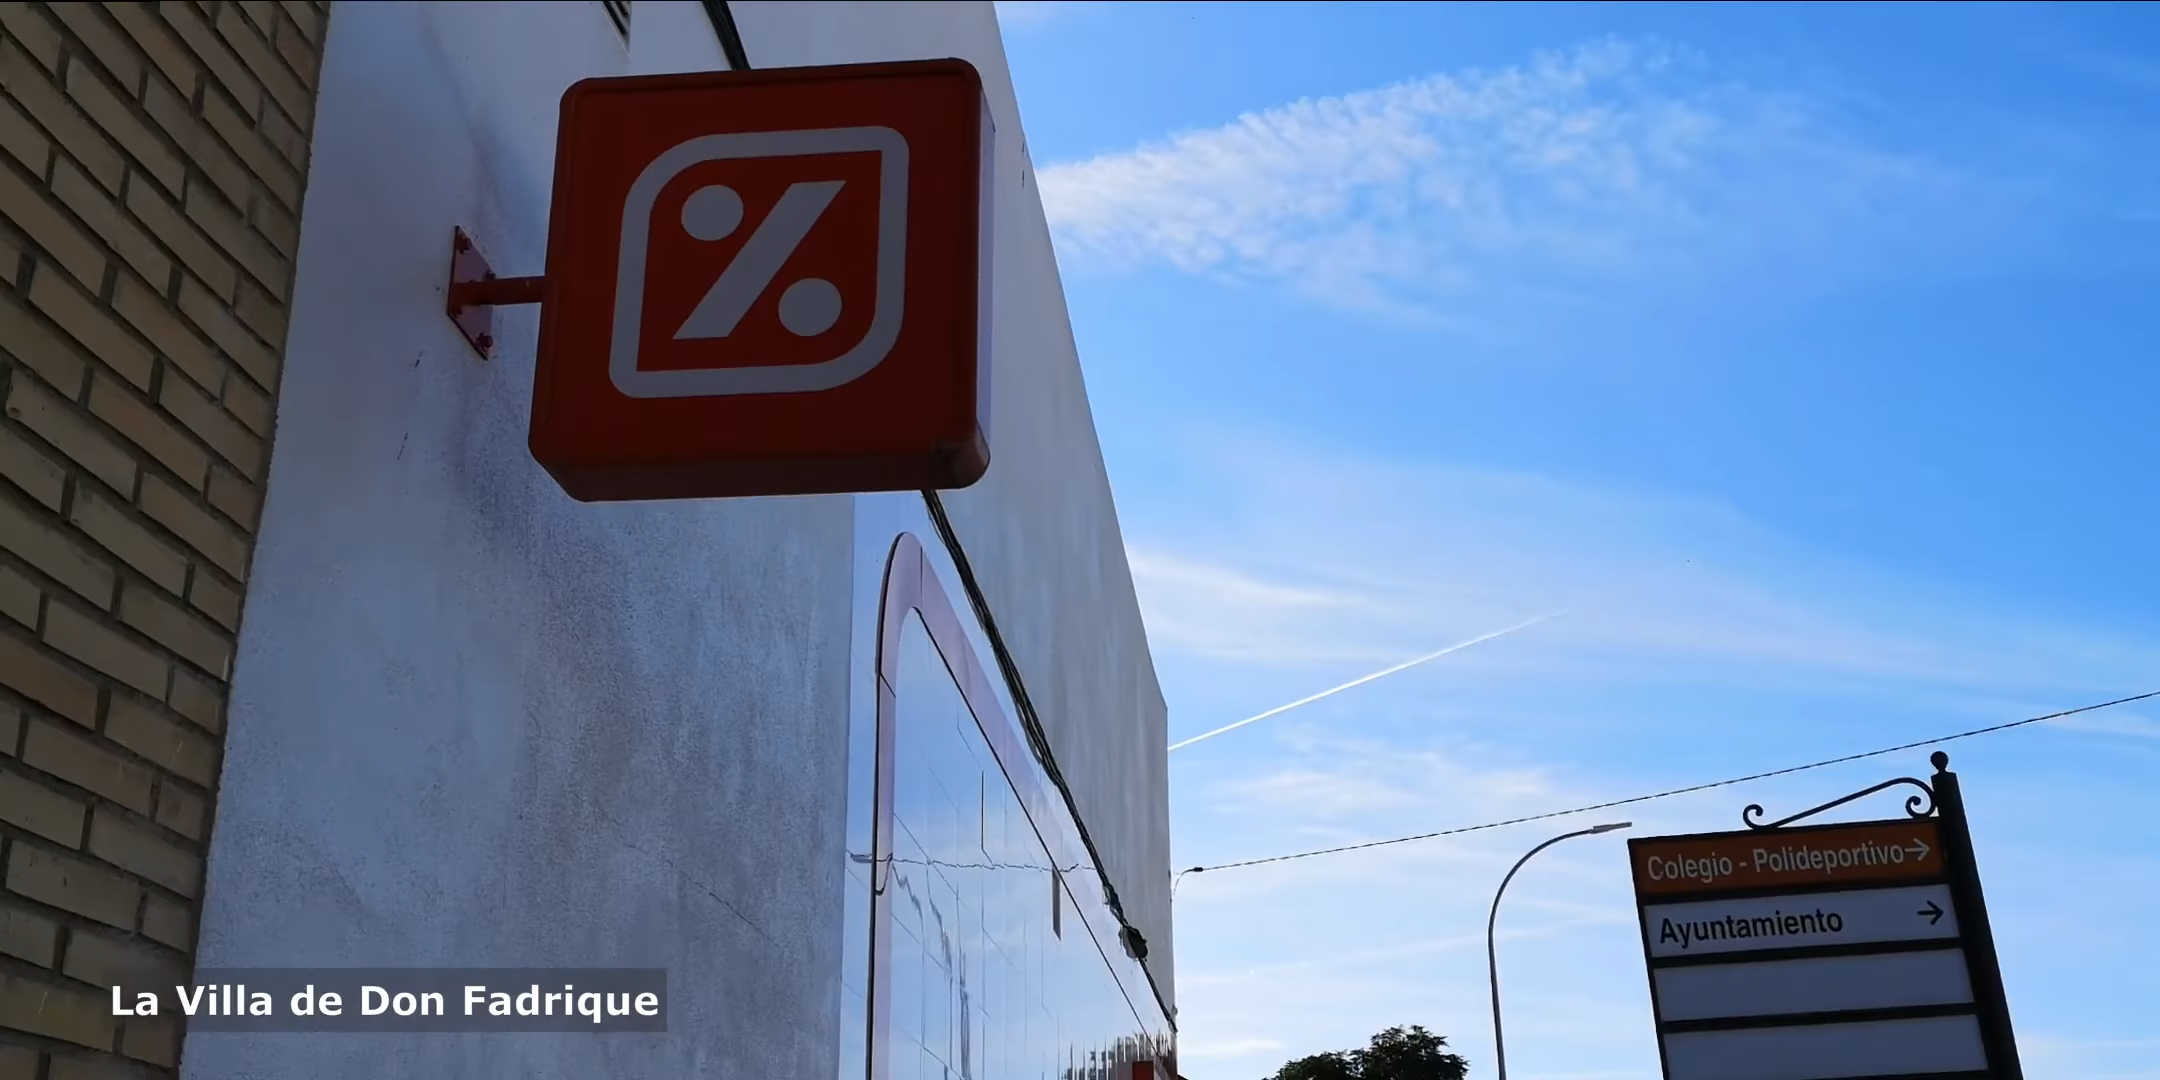 %
Colegio - Polideportivo→
Ayuntamiento →
La Villa de Don Fadrique